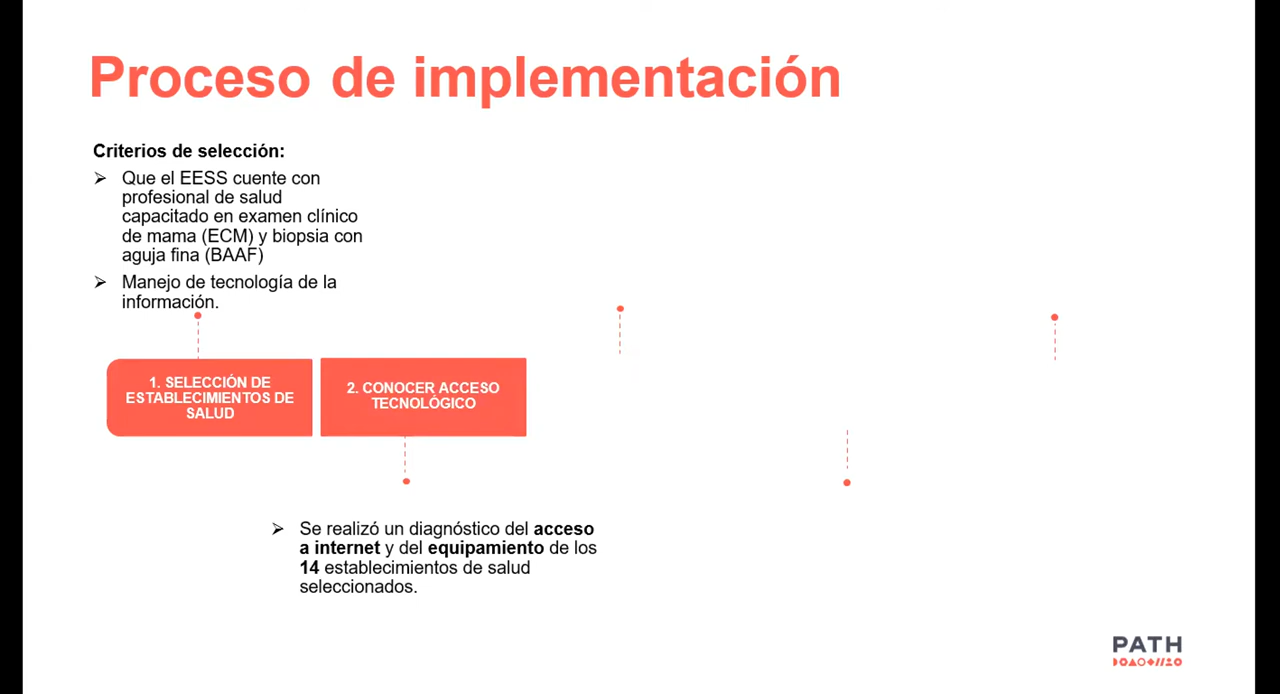 Proceso de implementación
Criterios de selección:
➢ Que el EESS cuente con
profesional de salud
capacitado en examen clínico
de mama (ECM) y biopsia con
aguja fina (BAAF)
➢ Manejo de tecnología de la
información.
1. SELECCIÓN DE
ESTABLECIMIENTOS DE
SALUD
2. CONOCER ACCESO
TECNOLÓGICO
➢ Se realizó un diagnóstico del acceso
a internet y del equipamiento de los
14 establecimientos de salud
seleccionados.
PATH